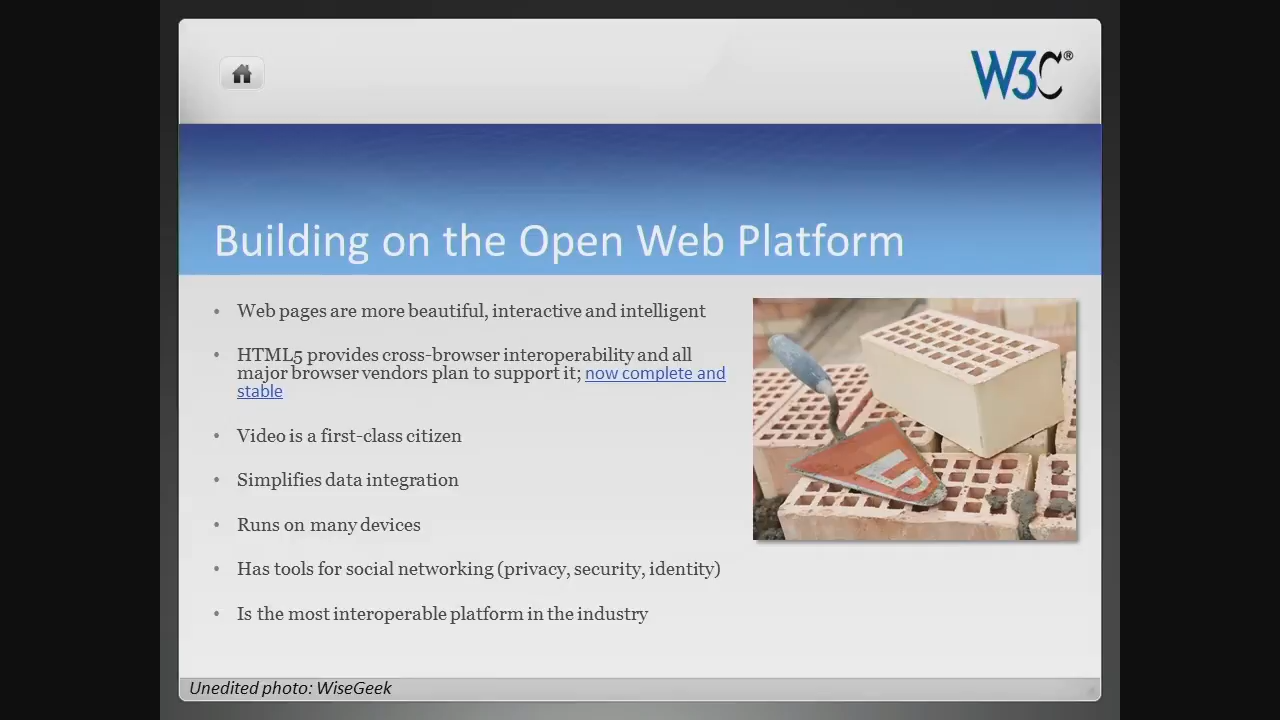 W3C®
Building on the Open Web Platform
• Web pages are more beautiful, interactive and intelligent
• HTML5 provides cross-browser interoperability and all
major browser vendors plan to support it; now complete and
stable
• Video is a first-class citizen
• Simplifies data integration
• Runs on many devices
• Has tools for social networking (privacy, security, identity)
• Is the most interoperable platform in the industry
5
Unedited photo: WiseGeek